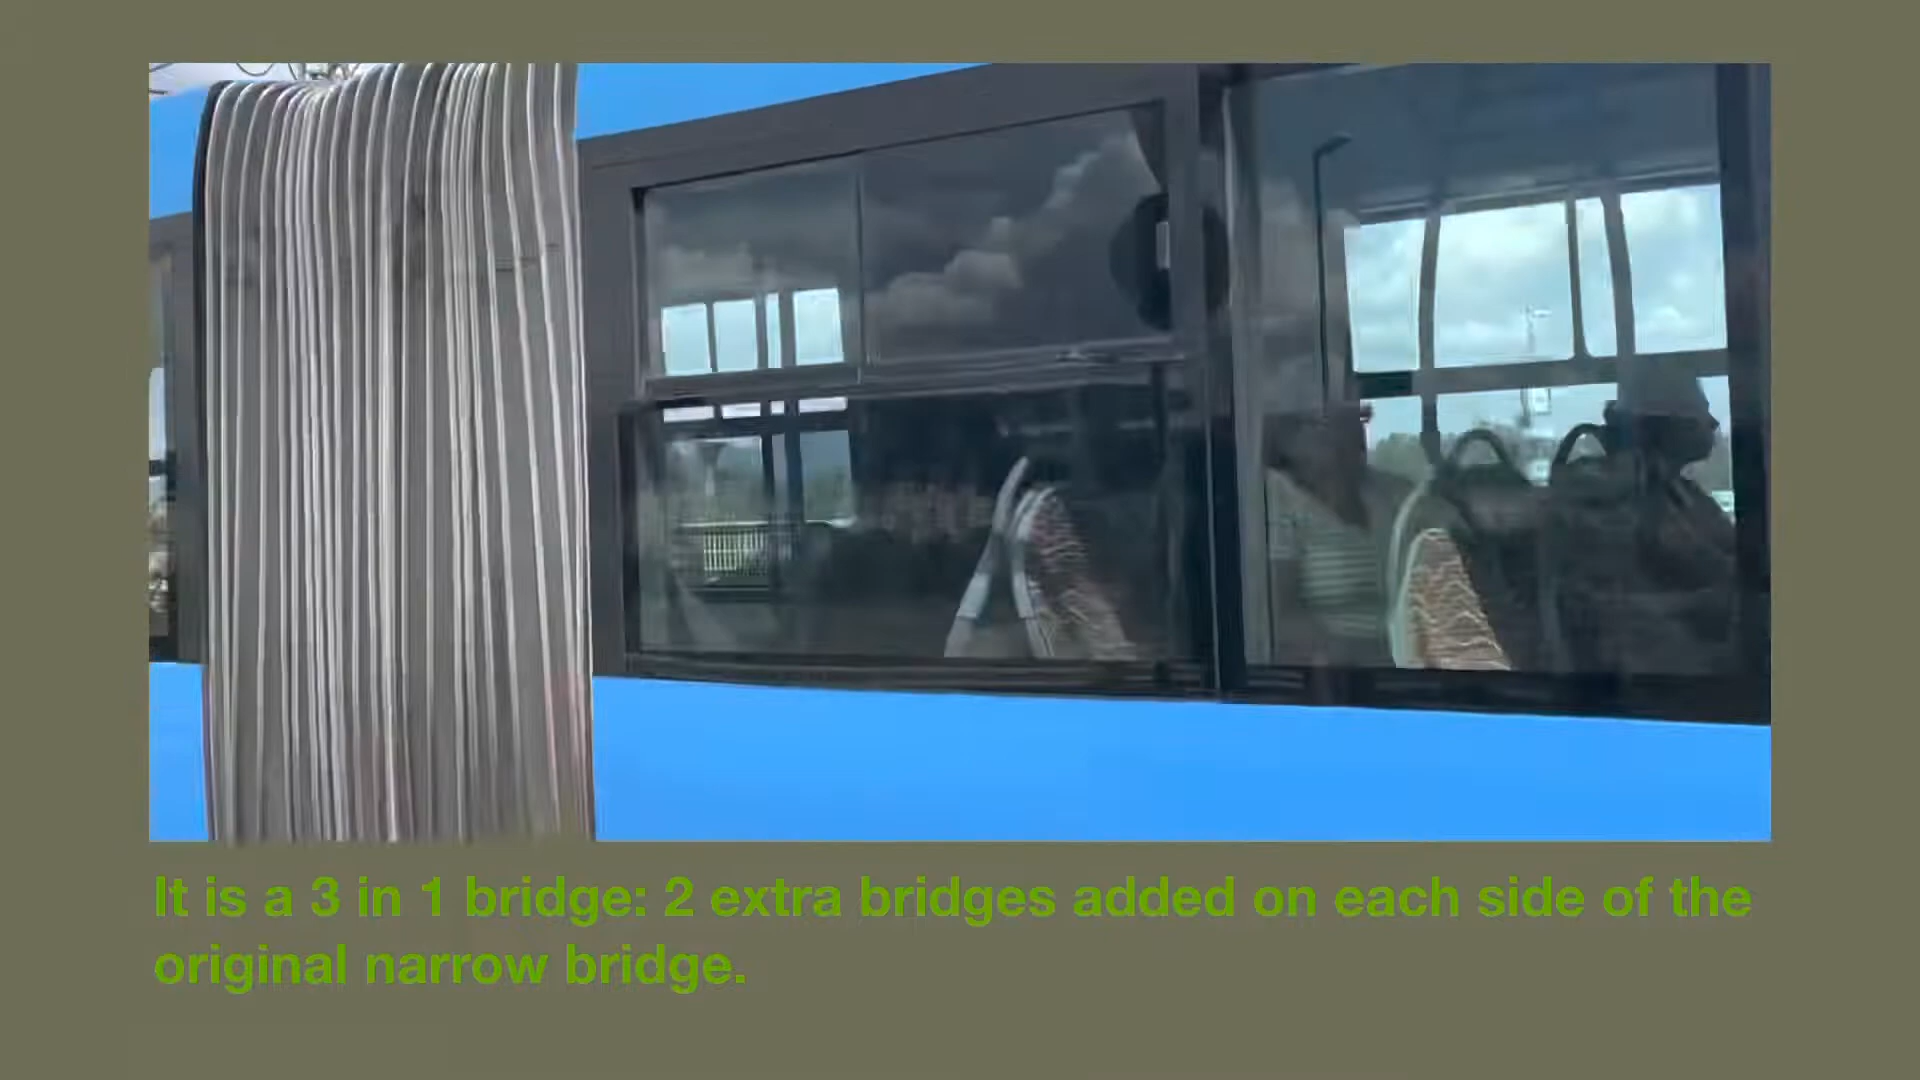 It is a 3 in 1 bridge: 2 extra bridges added on each side of the
original narrow bridge.